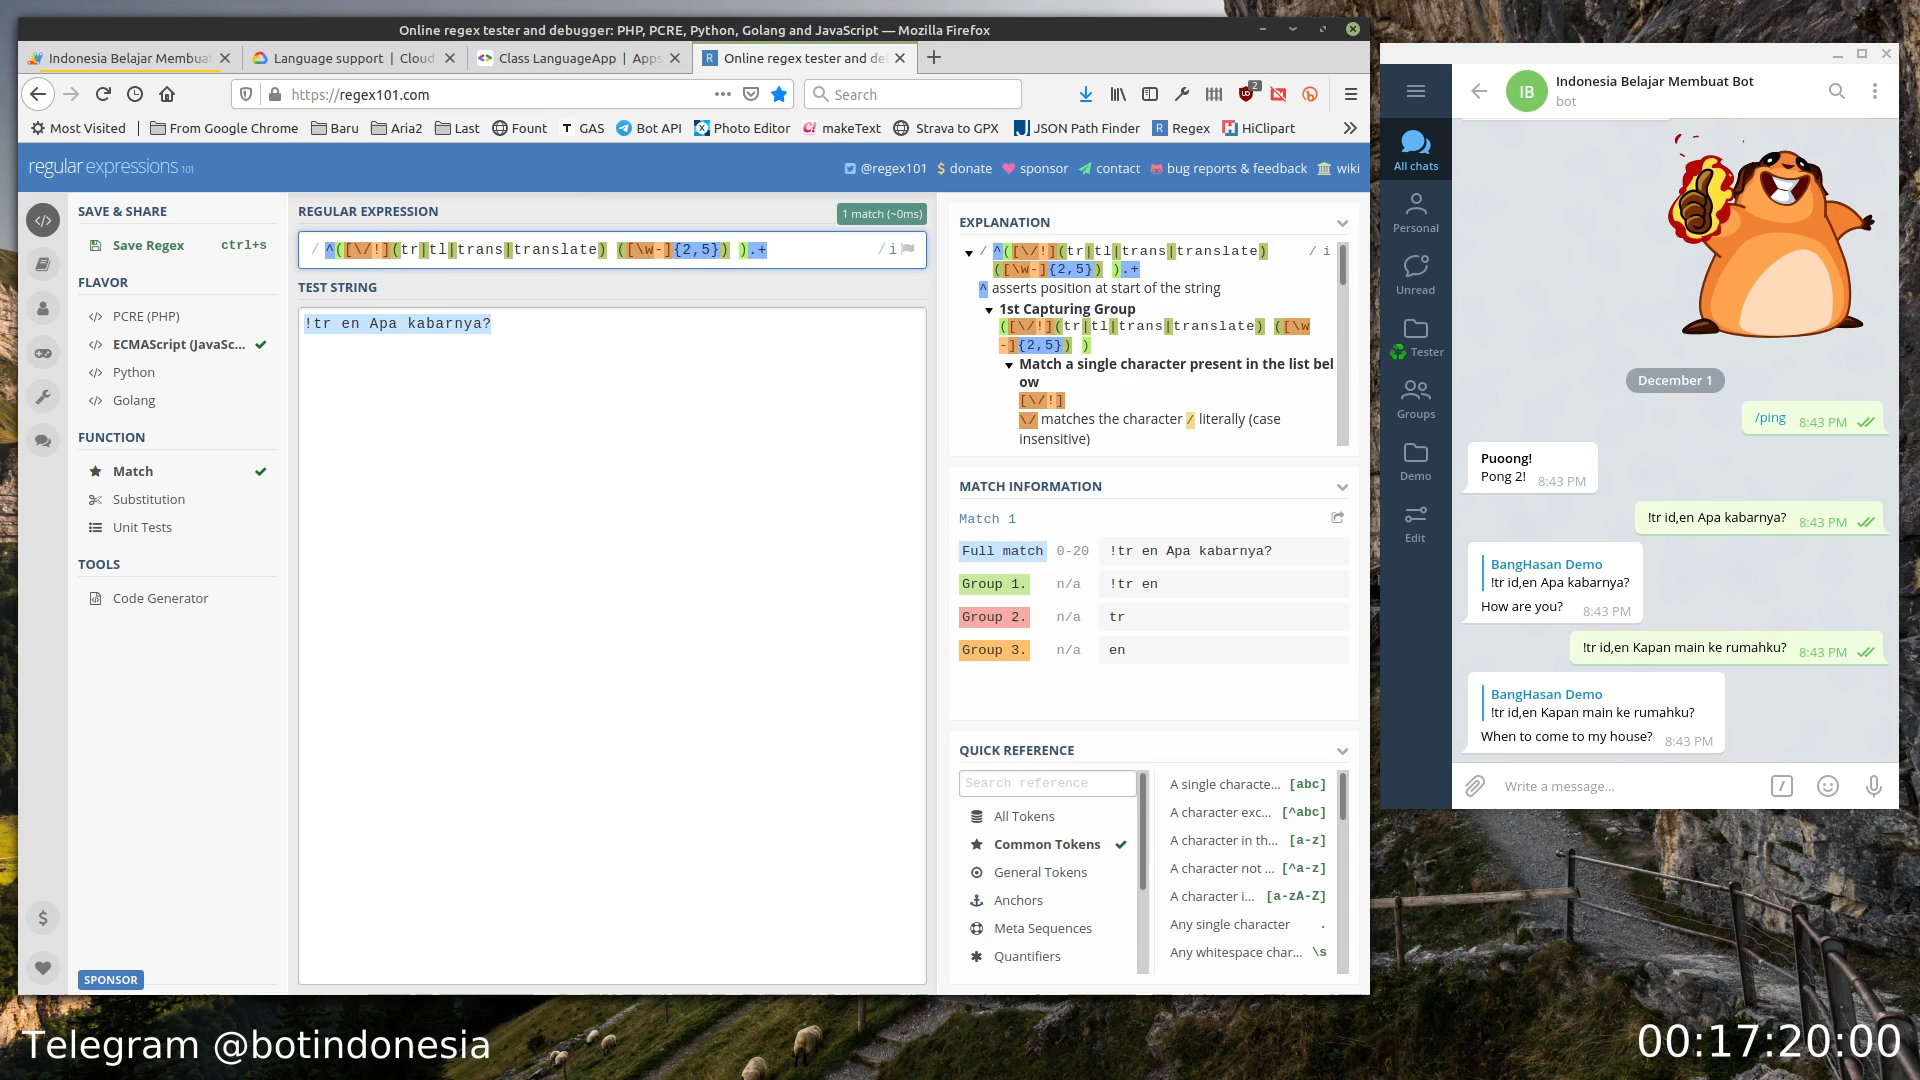 Online regex tester and debugger: PHP, PCRE, Python, Golang and JavaScript — Mozilla Firefox
Indonesia Belajar Membuat
Language support | Cloud
Class LanguageApp | Apps
Online regex tester and de
https://regex101.com
Search
2
Most Visited
From Google Chrome
Baru
Aria2
Last
Fount
GAS
Bot API
Photo Editor
makeText
Strava to GPX
JSON Path Finder
Regex
HiClipart
regular expressions 101
@regex101
donate
sponsor
contact
bug reports & feedback
wiki
SAVE & SHARE
Save Regex ctrl+s
FLAVOR
PCRE (PHP)
ECMAScript (JavaSc...
Python
Golang
FUNCTION
Match
Substitution
Unit Tests
TOOLS
Code Generator
SPONSOR
REGULAR EXPRESSION
1 match (~0ms)
/ ^([\/!](tr|tl|trans|translate) ([\w-]{2,5}) ).+ / i
TEST STRING
!tr en Apa kabarnya?
EXPLANATION
/ ^([\/!](tr|tl|trans|translate) / i
([\w-]{2,5}) ).+
^ asserts position at start of the string
1st Capturing Group
([\/!](tr|tl|trans|translate) ([\w
-]{2,5}) )
Match a single character present in the list bel
ow
[\/!]
\/ matches the character / literally (case
insensitive)
MATCH INFORMATION
Match 1
Full match 0-20 !tr en Apa kabarnya?
Group 1. n/a !tr en
Group 2. n/a tr
Group 3. n/a en
QUICK REFERENCE
Search reference
All Tokens
Common Tokens
General Tokens
Anchors
Meta Sequences
Quantifiers
A single characte... [abc]
A character exc... [^abc]
A character in th... [a-z]
A character not ... [^a-z]
A character i... [a-zA-Z]
Any single character .
Any whitespace char... \s
All chats
Personal
Unread
Tester
Groups
Demo
Edit
IB
Indonesia Belajar Membuat Bot
bot
December 1
/ping 8:43 PM
Puoong!
Pong 2! 8:43 PM
!tr id,en Apa kabarnya? 8:43 PM
BangHasan Demo
!tr id,en Apa kabarnya?
How are you? 8:43 PM
!tr id,en Kapan main ke rumahku? 8:43 PM
BangHasan Demo
!tr id,en Kapan main ke rumahku?
When to come to my house? 8:43 PM
Write a message...
Telegram @botindonesia
00:17:20:00